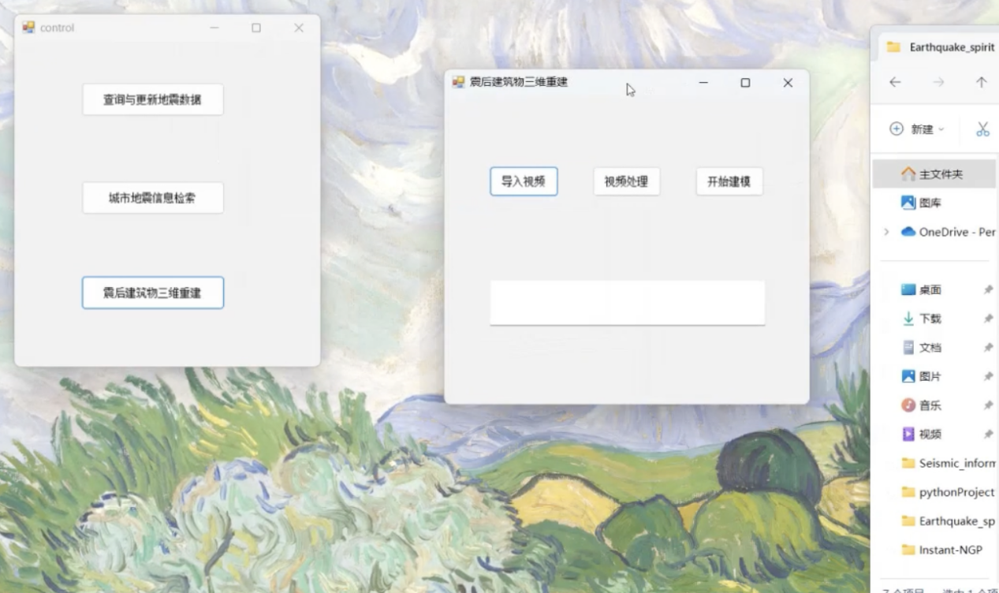 control
查询与更新地震数据
城市地震信息检索
震后建筑物三维重建
震后建筑物三维重建
导入视频
视频处理
开始建模
Earthquake_spirit
新建
主文件夹
图库
OneDrive - Per
桌面
下载
文档
图片
音乐
视频
Seismic_inform
pythonProject
Earthquake_sp
Instant-NGP